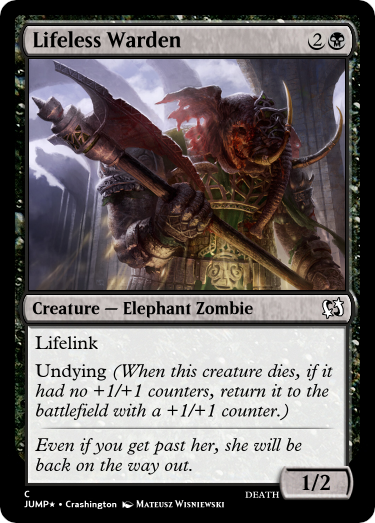 Lifeless Warden 2
Creature — Elephant Zombie
Lifelink
Undying (When this creature dies, if it
had no +1/+1 counters, return it to the
battlefield with a +1/+1 counter.)
Even if you get past her, she will be
back on the way out.
1/2
C
DEATH
JUMP★ • Crashington Mateusz Wisniewski